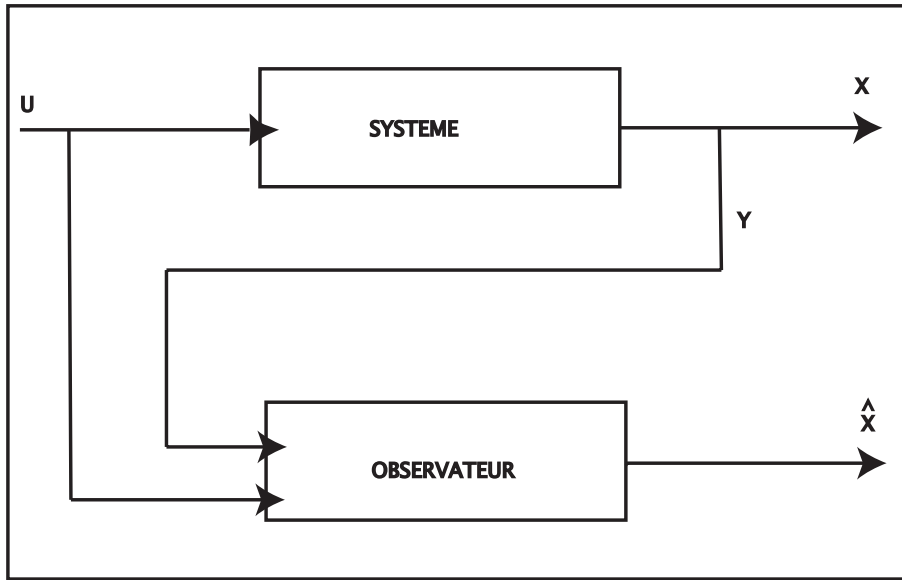 U
SYSTEME
X
Y
X̂
OBSERVATEUR